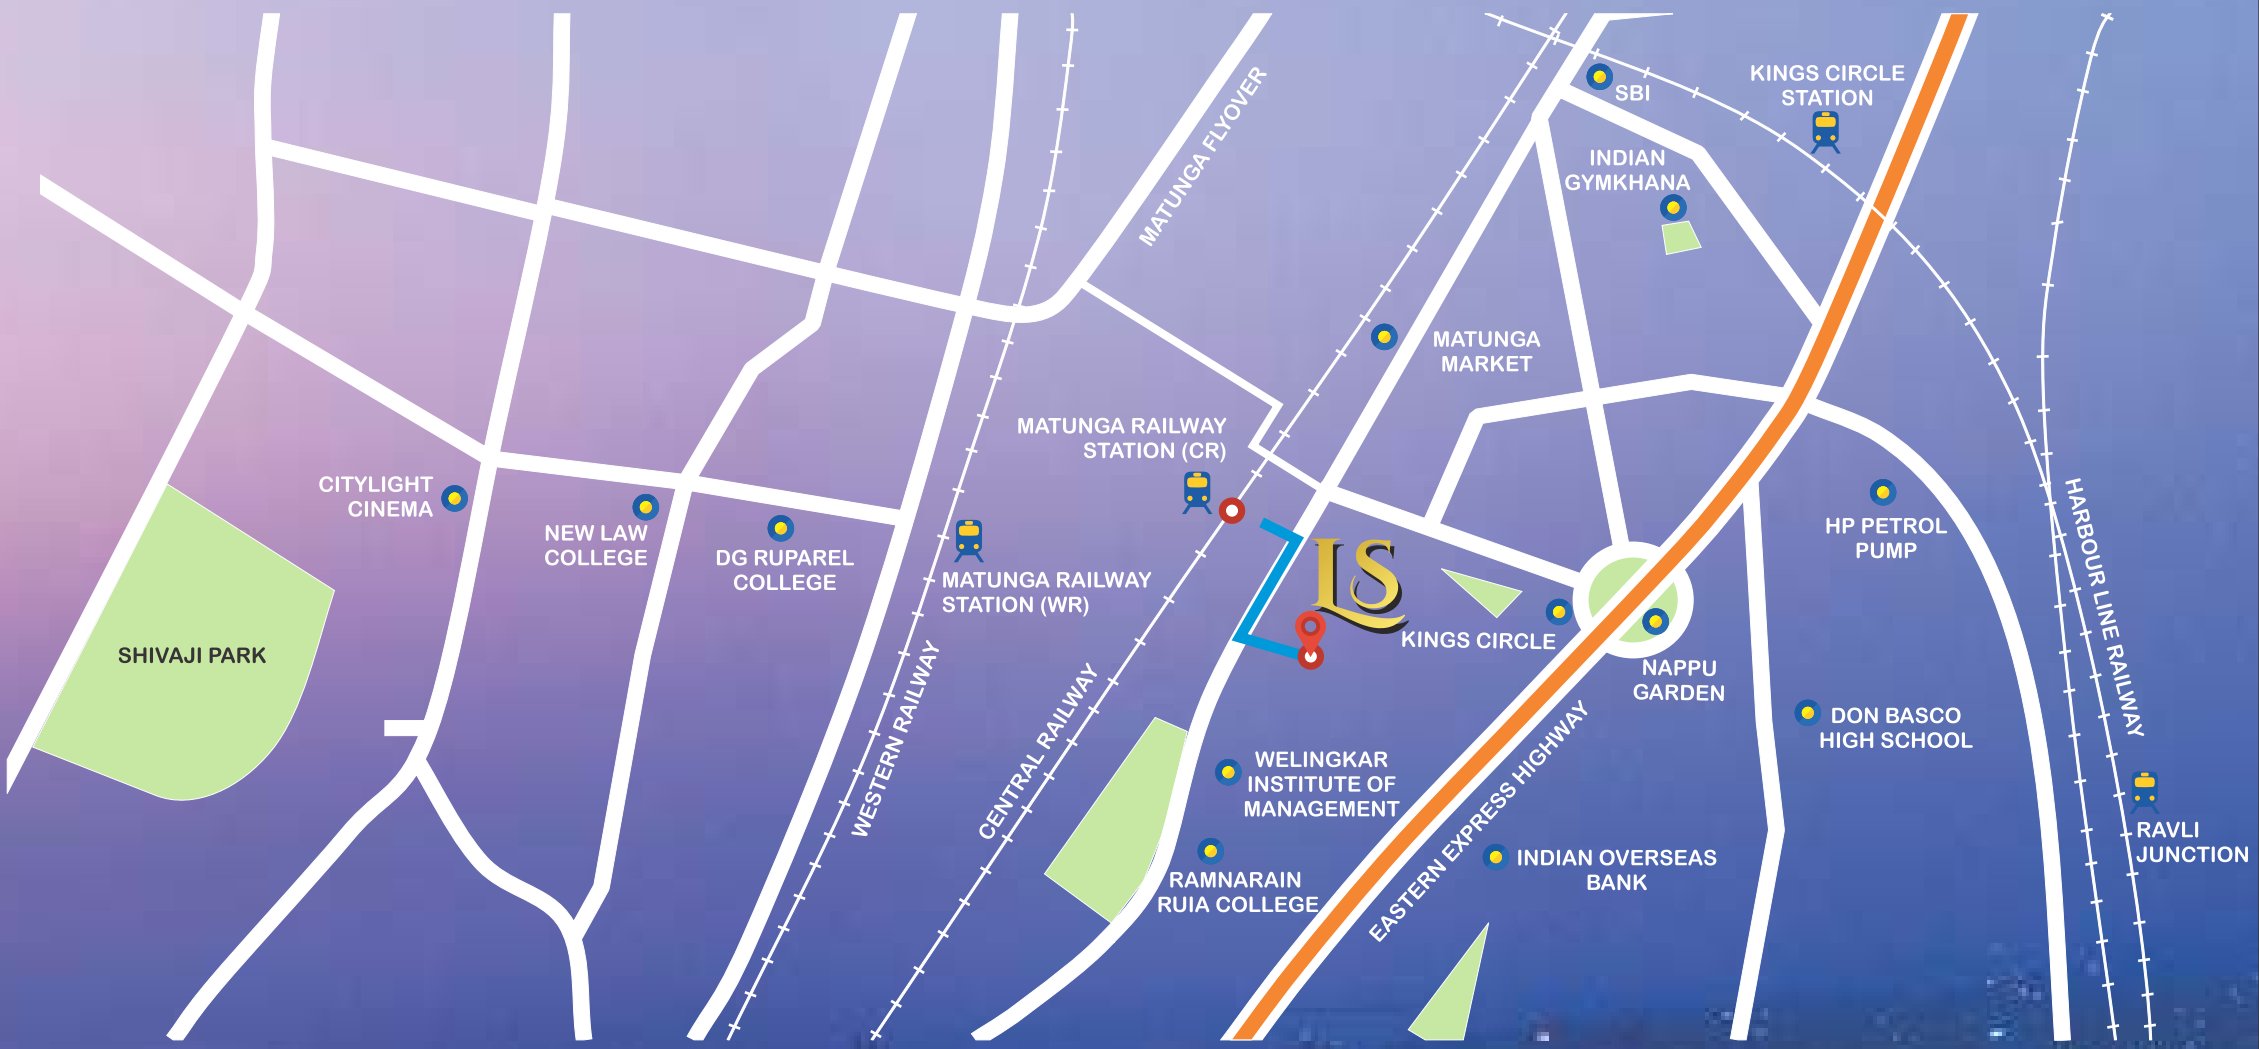 KINGS CIRCLE
STATION
SBI
MATUNGA FLYOVER
INDIAN
GYMKHANA
MATUNGA
MARKET
MATUNGA RAILWAY
STATION (CR)
CITYLIGHT
CINEMA
NEW LAW
COLLEGE
DG RUPAREL
COLLEGE
MATUNGA RAILWAY
STATION (WR)
LS
HP PETROL
PUMP
HARBOUR LINE RAILWAY
KINGS CIRCLE
SHIVAJI PARK
NAPPU
GARDEN
WESTERN RAILWAY
CENTRAL RAILWAY
DON BASCO
HIGH SCHOOL
WELINGKAR
INSTITUTE OF
MANAGEMENT
EASTERN EXPRESS HIGHWAY
RAVLI
JUNCTION
INDIAN OVERSEAS
BANK
RAMNARAIN
RUIA COLLEGE